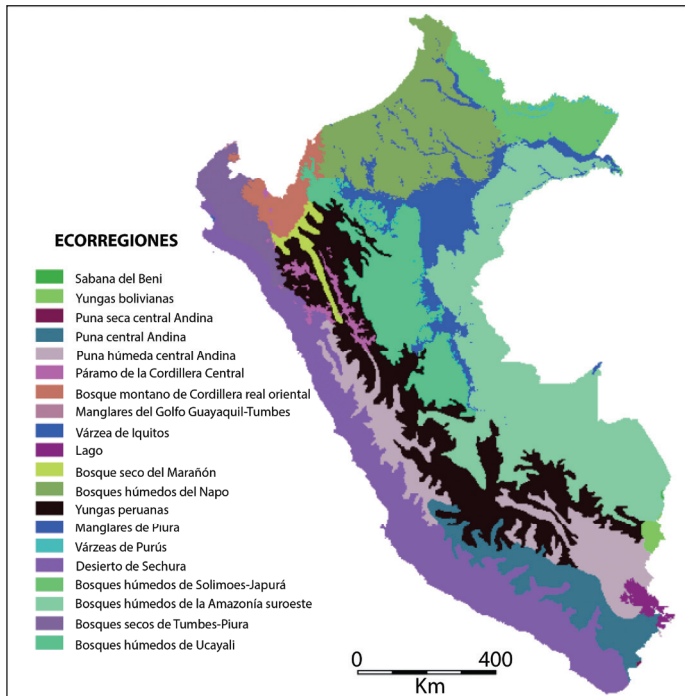 ECORREGIONES
Sabana del Beni
Yungas bolivianas
Puna seca central Andina
Puna central Andina
Puna húmeda central Andina
Páramo de la Cordillera Central
Bosque montano de Cordillera real oriental
Manglares del Golfo Guayaquil-Tumbes
Várzea de Iquitos
Lago
Bosque seco del Marañón
Bosques húmedos del Napo
Yungas peruanas
Manglares de Piura
Várzeas de Purús
Desierto de Sechura
Bosques húmedos de Solimoes-Japurá
Bosques húmedos de la Amazonía suroeste
Bosques secos de Tumbes-Piura
Bosques húmedos de Ucayali
0 400
Km